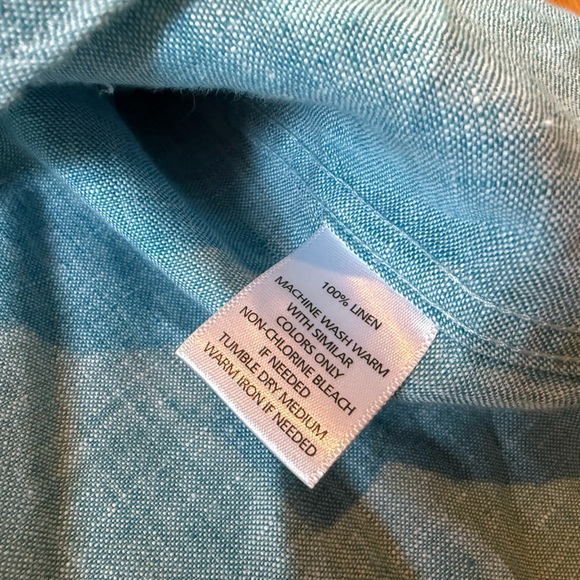 100% LINEN
MACHINE WASH WARM
WITH SIMILAR
COLORS ONLY
NON-CHLORINE BLEACH
IF NEEDED
TUMBLE DRY MEDIUM
WARM IRON IF NEEDED